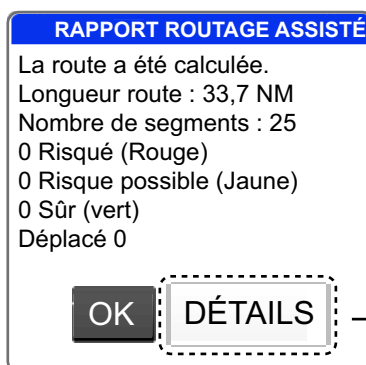 RAPPORT ROUTAGE ASSISTÉ
La route a été calculée.
Longueur route : 33,7 NM
Nombre de segments : 25
0 Risqué (Rouge)
0 Risque possible (Jaune)
0 Sûr (vert)
Déplacé 0
OK DÉTAILS